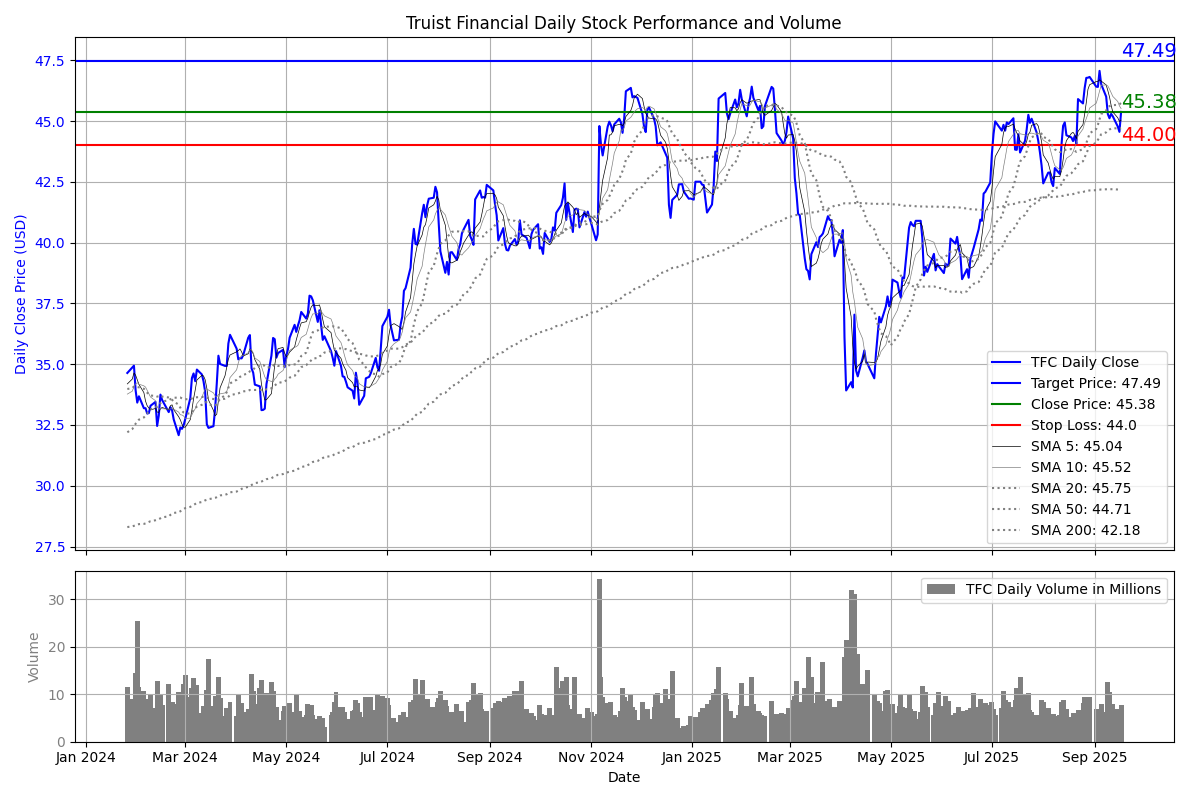 Truist Financial Daily Stock Performance and Volume
47.49
45.38
44.00
47.5
45.0
42.5
40.0
37.5
35.0
32.5
30.0
27.5
Daily Close Price (USD)
TFC Daily Close
Target Price: 47.49
Close Price: 45.38
Stop Loss: 44.0
SMA 5: 45.04
SMA 10: 45.52
SMA 20: 45.75
SMA 50: 44.71
SMA 200: 42.18
TFC Daily Volume in Millions
30
20
10
0
Volume
Jan 2024 Mar 2024 May 2024 Jul 2024 Sep 2024 Nov 2024 Jan 2025 Mar 2025 May 2025 Jul 2025 Sep 2025
Date